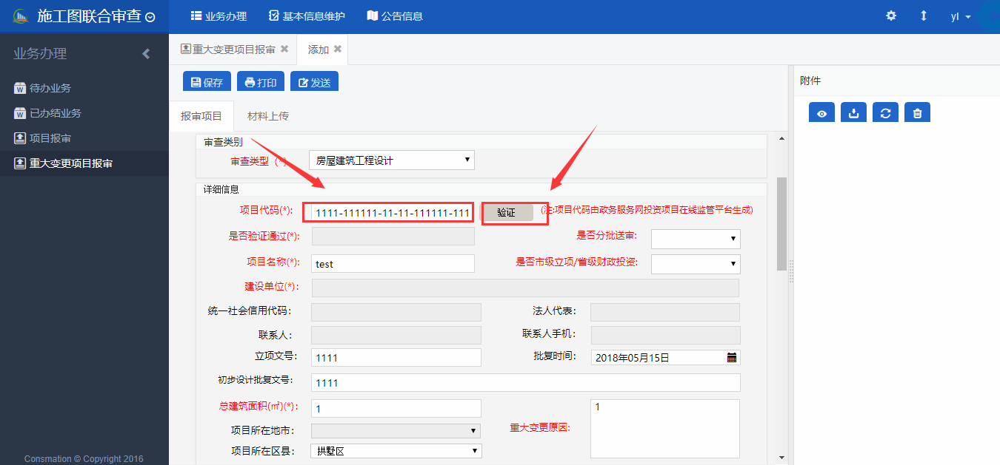 施工图联合审查
业务办理 基本信息维护 公告信息 yl
业务办理
待办业务
已办结业务
项目报审
重大变更项目报审
Consmation © Copyright 2016
重大变更项目报审 添加
保存 打印 发送
报审项目 材料上传
附件
审查类别
审查类型 (*) 房屋建筑工程设计
详细信息
项目代码(*): 1111-111111-11-11-111111-111 验证 (注:项目代码由政务服务网投资项目在线监管平台生成)
是否验证通过(*): 是否分批送审:
项目名称(*): test 是否市级立项/省级财政投资:
建设单位(*):
统一社会信用代码: 法人代表:
联系人: 联系人手机:
立项文号: 1111 批复时间: 2018年05月15日
初步设计批复文号: 1111
总建筑面积(㎡)(*): 1 重大变更原因: 1
项目所在地市:
项目所在区县: 拱墅区